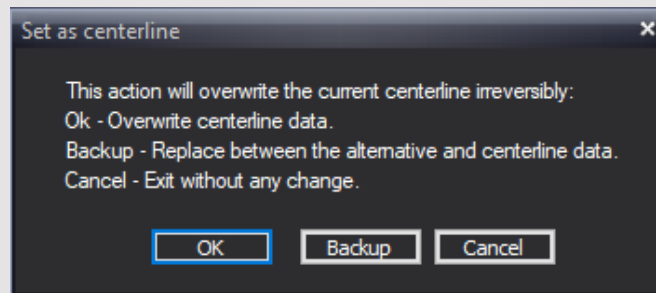 Set as centerline
This action will overwrite the current centerline irreversibly:
Ok - Overwrite centerline data.
Backup - Replace between the alternative and centerline data.
Cancel - Exit without any change.
OK Backup Cancel